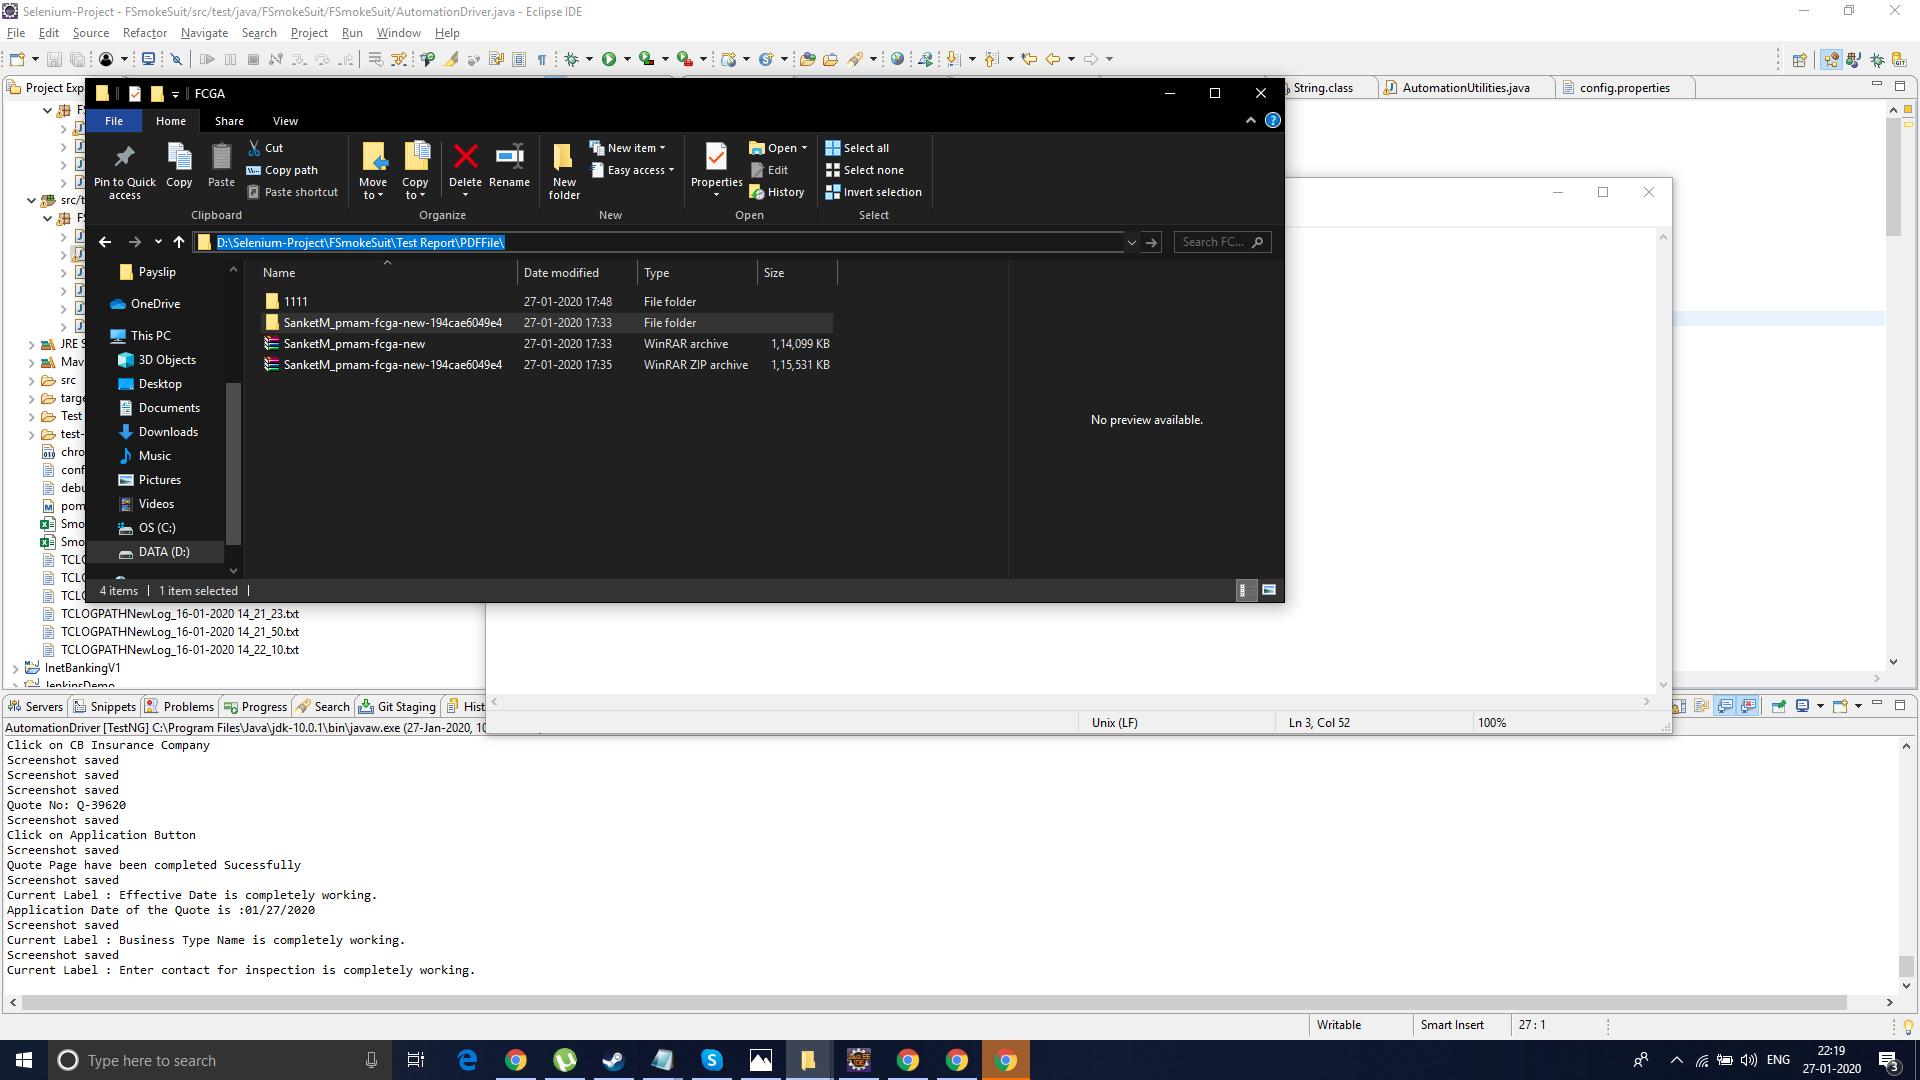 Selenium-Project - FSmokeSuit/src/test/java/FSmokeSuit/FSmokeSuit/AutomationDriver.java - Eclipse IDE
File Edit Source Refactor Navigate Search Project Run Window Help
Project Exp
String.class
AutomationUtilities.java
config.properties
FCGA
File Home Share View
Pin to Quick access
Copy
Paste
Cut
Copy path
Paste shortcut
Clipboard
Move to
Copy to
Delete
Rename
Organize
New folder
New item
Easy access
New
Properties
Open
Edit
History
Open
Select all
Select none
Invert selection
Select
D:\Selenium-Project\FSmokeSuit\Test Report\PDFFile\
Search FC...
Payslip
OneDrive
This PC
3D Objects
Desktop
Documents
Downloads
Music
Pictures
Videos
OS (C:)
DATA (D:)
Name Date modified Type Size
1111 27-01-2020 17:48 File folder
SanketM_pmam-fcga-new-194cae6049e4 27-01-2020 17:33 File folder
SanketM_pmam-fcga-new 27-01-2020 17:33 WinRAR archive 1,14,099 KB
SanketM_pmam-fcga-new-194cae6049e4 27-01-2020 17:35 WinRAR ZIP archive 1,15,531 KB
No preview available.
4 items 1 item selected
src/t
JRE S
Mav
src
targe
Test
test-
chro
conf
debu
pom
Smo
Smo
TCLO
TCLO
TCLO
TCLOGPATHNewLog_16-01-2020 14_21_23.txt
TCLOGPATHNewLog_16-01-2020 14_21_50.txt
TCLOGPATHNewLog_16-01-2020 14_22_10.txt
InetBankingV1
JenkinsDemo
Unix (LF) Ln 3, Col 52 100%
Servers Snippets Problems Progress Search Git Staging Hist
AutomationDriver [TestNG] C:\Program Files\Java\jdk-10.0.1\bin\javaw.exe (27-Jan-2020, 10
Click on CB Insurance Company
Screenshot saved
Screenshot saved
Screenshot saved
Quote No: Q-39620
Screenshot saved
Click on Application Button
Screenshot saved
Quote Page have been completed Sucessfully
Screenshot saved
Current Label : Effective Date is completely working.
Application Date of the Quote is :01/27/2020
Screenshot saved
Current Label : Business Type Name is completely working.
Screenshot saved
Current Label : Enter contact for inspection is completely working.
Writable Smart Insert 27 : 1
Type here to search
ENG
22:19
27-01-2020
3